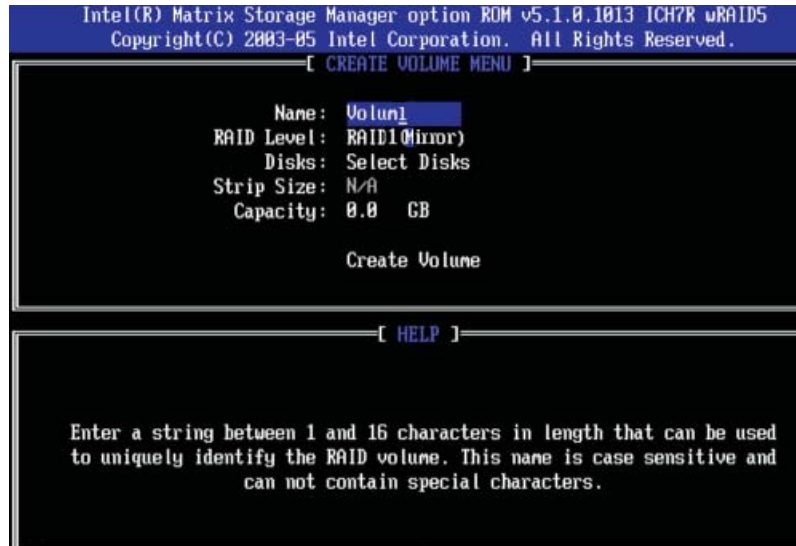 Intel(R) Matrix Storage Manager option ROM v5.1.0.1013 ICH7R wRAID5
Copyright(C) 2003-05 Intel Corporation. All Rights Reserved.
[ CREATE VOLUME MENU ]
Name: Volum1
RAID Level: RAID1(Mirror)
Disks: Select Disks
Strip Size: N/A
Capacity: 0.0 GB
Create Volume
[ HELP ]
Enter a string between 1 and 16 characters in length that can be used
to uniquely identify the RAID volume. This name is case sensitive and
can not contain special characters.